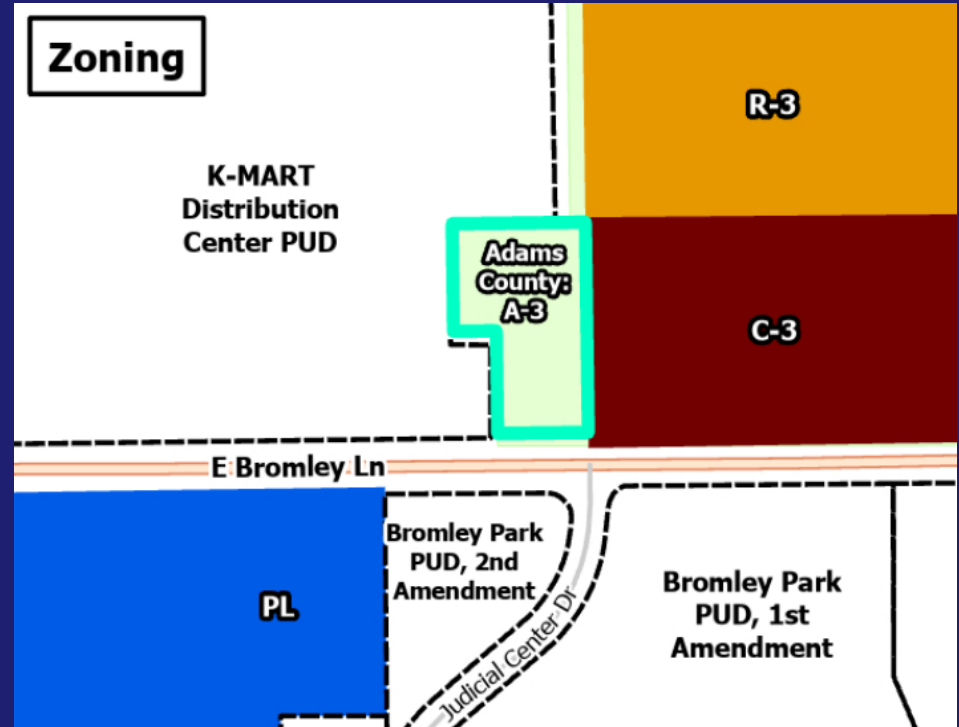 Zoning
R-3
K-MART
Distribution
Center PUD
Adams
County:
A-3
C-3
E Bromley Ln
Bromley Park
PUD, 2nd
Amendment
PL
Judicial Center Dr
Bromley Park
PUD, 1st
Amendment